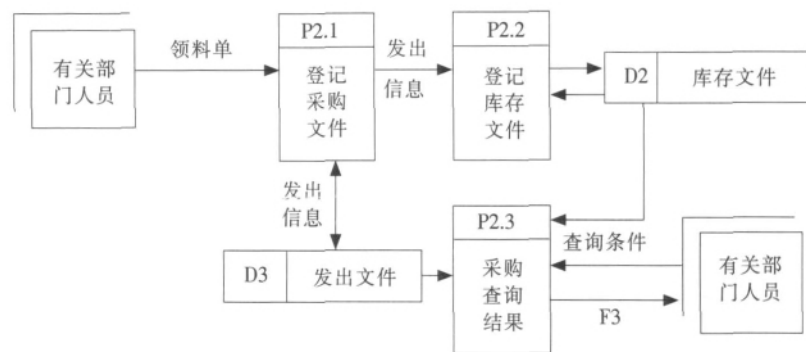 P2.1
P2.2
领料单
发出
有关部
门人员
登记
采购
文件
信息
登记
库存
文件
D2
库存文件
发出
信息
P2.3
查询条件
D3
发出文件
采购
查询
结果
有关部
门人员
F3